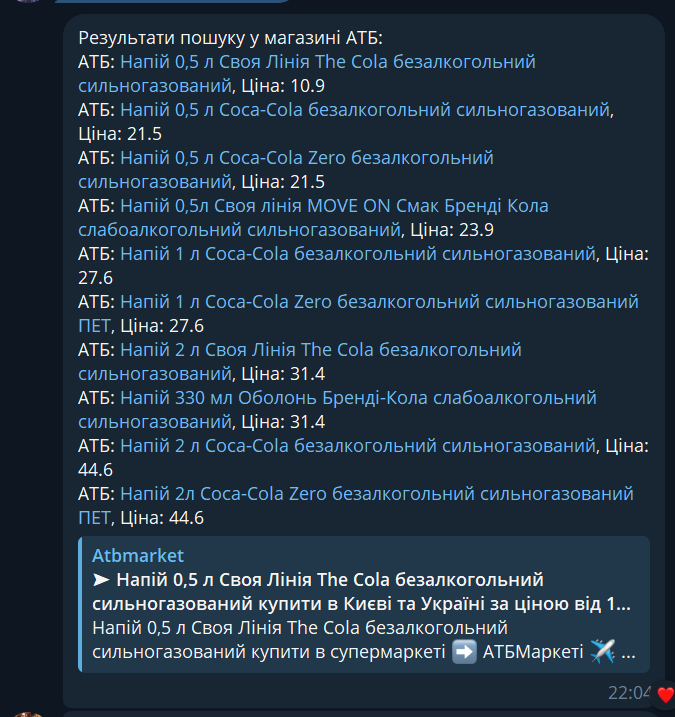 Результати пошуку у магазині АТБ:
АТБ: Напій 0,5 л Своя Лінія The Cola безалкогольний
сильногазований, Ціна: 10.9
АТБ: Напій 0,5 л Coca-Cola безалкогольний сильногазований,
Ціна: 21.5
АТБ: Напій 0,5 л Coca-Cola Zero безалкогольний
сильногазований, Ціна: 21.5
АТБ: Напій 0,5л Своя лінія MOVE ON Смак Бренді Кола
слабоалкогольний сильногазований, Ціна: 23.9
АТБ: Напій 1 л Coca-Cola безалкогольний сильногазований, Ціна:
27.6
АТБ: Напій 1 л Coca-Cola Zero безалкогольний сильногазований
ПЕТ, Ціна: 27.6
АТБ: Напій 2 л Своя Лінія The Cola безалкогольний
сильногазований, Ціна: 31.4
АТБ: Напій 330 мл Оболонь Бренді-Кола слабоалкогольний
сильногазований, Ціна: 31.4
АТБ: Напій 2 л Coca-Cola безалкогольний сильногазований, Ціна:
44.6
АТБ: Напій 2л Coca-Cola Zero безалкогольний сильногазований
ПЕТ, Ціна: 44.6
Atbmarket
➤ Напій 0,5 л Своя Лінія The Cola безалкогольний
сильногазований купити в Києві та Україні за ціною від 1...
Напій 0,5 л Своя Лінія The Cola безалкогольний
сильногазований купити в супермаркеті ➡️ АТБМаркеті ✈️ ...
22:04